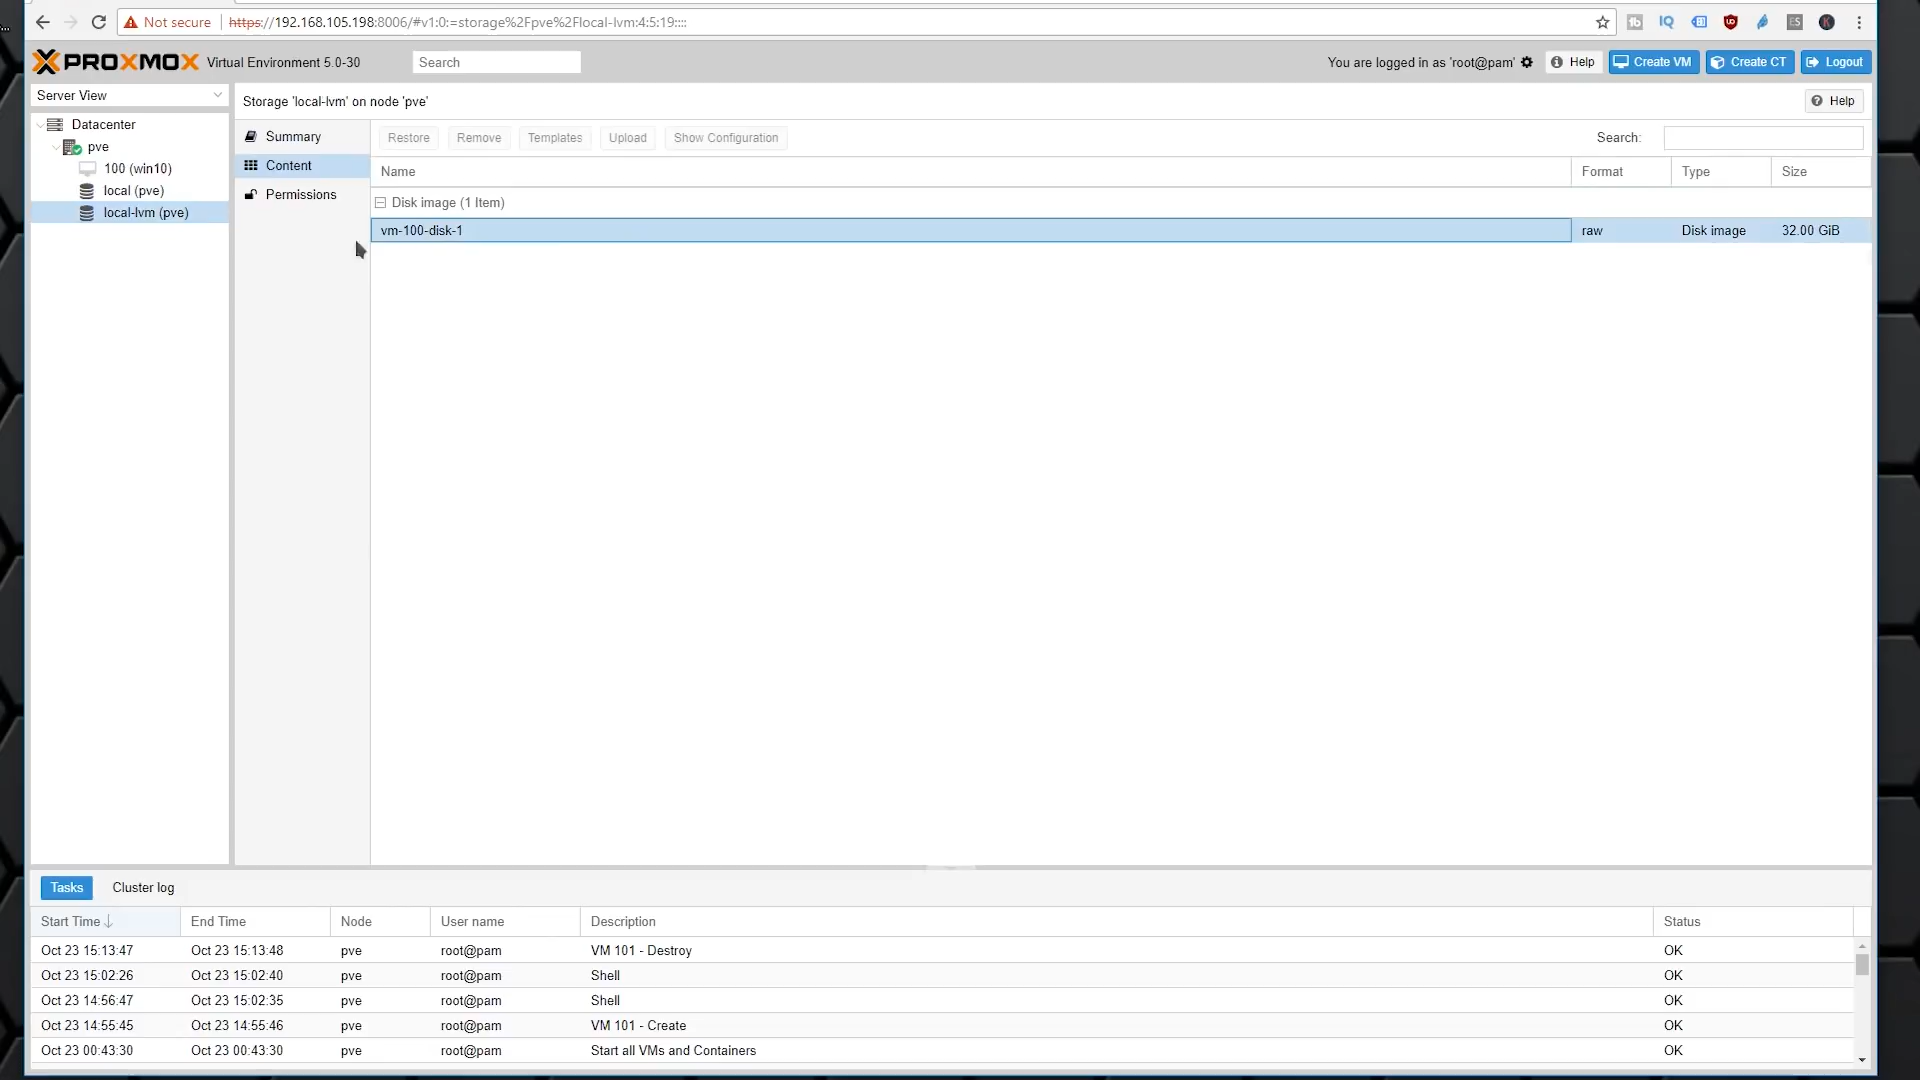 Not secure https://192.168.105.198:8006/#v1:0:=storage%2Fpve%2Flocal-lvm:4:5:19::::
PROXMOX Virtual Environment 5.0-30 Search You are logged in as 'root@pam' Help Create VM Create CT Logout
Server View
Storage 'local-lvm' on node 'pve' Help
Datacenter
pve
100 (win10)
local (pve)
local-lvm (pve)
Summary
Content
Permissions
Restore Remove Templates Upload Show Configuration Search:
Name Format Type Size
Disk image (1 Item)
vm-100-disk-1 raw Disk image 32.00 GiB
Tasks Cluster log
Start Time End Time Node User name Description Status
Oct 23 15:13:47 Oct 23 15:13:48 pve root@pam VM 101 - Destroy OK
Oct 23 15:02:26 Oct 23 15:02:40 pve root@pam Shell OK
Oct 23 14:56:47 Oct 23 15:02:35 pve root@pam Shell OK
Oct 23 14:55:45 Oct 23 14:55:46 pve root@pam VM 101 - Create OK
Oct 23 00:43:30 Oct 23 00:43:30 pve root@pam Start all VMs and Containers OK